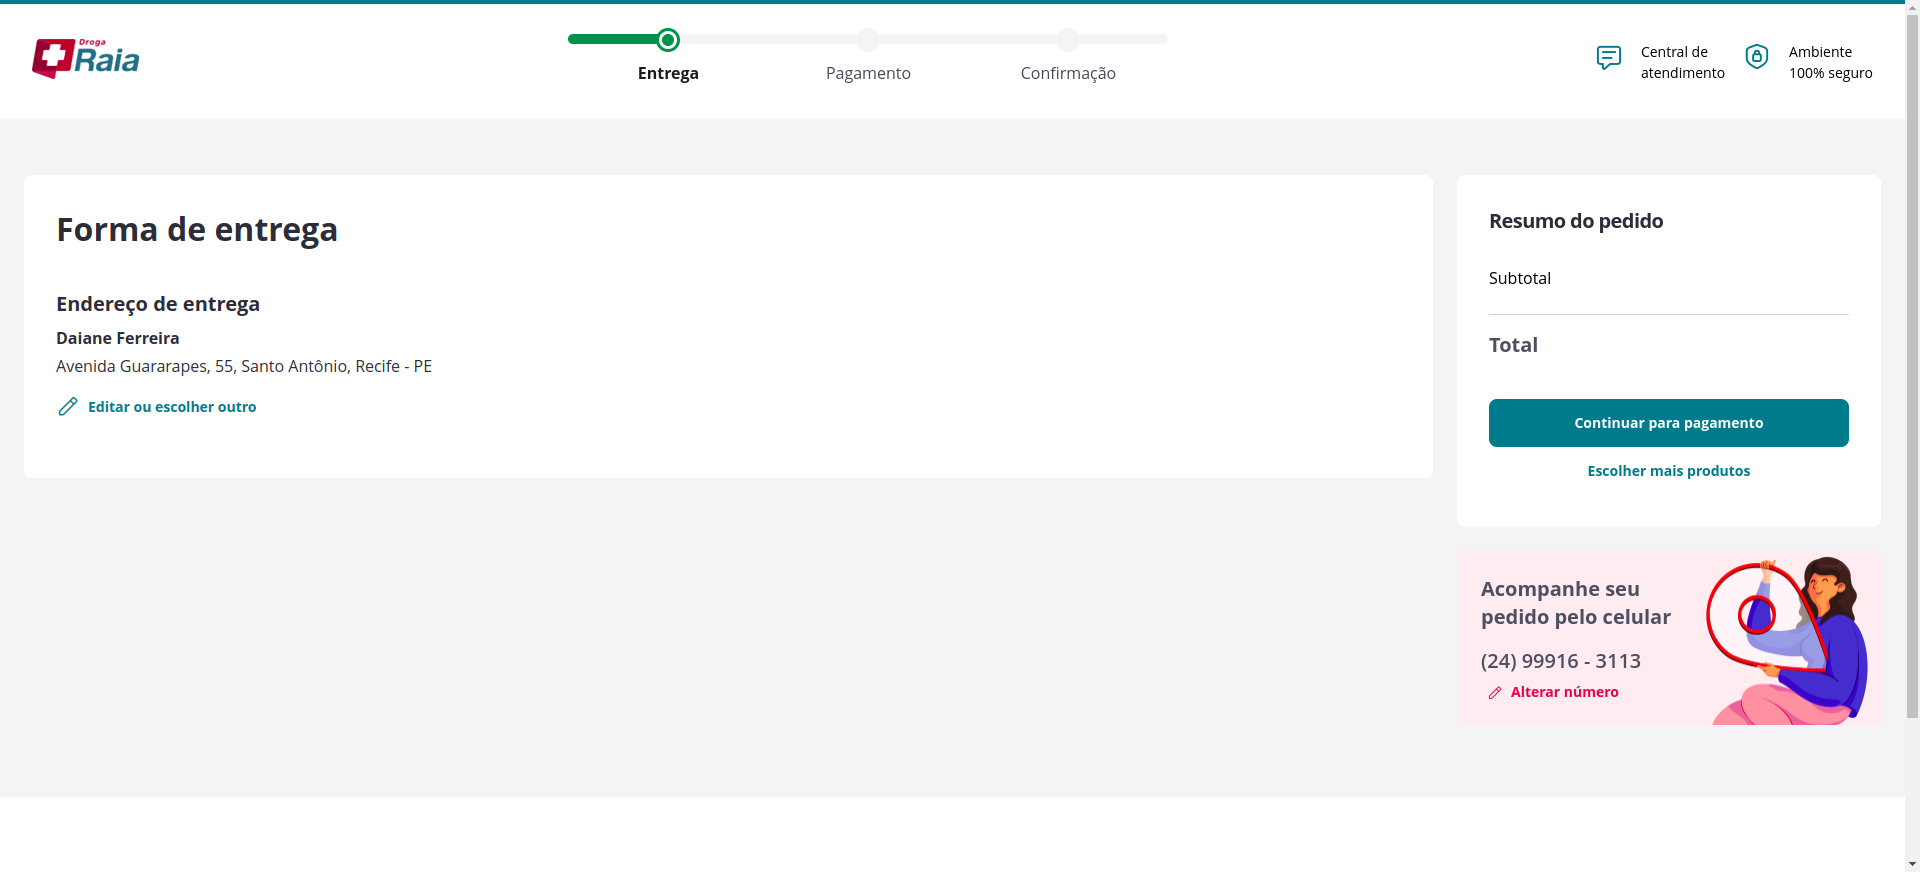 Droga
Raia
Entrega
Pagamento
Confirmação
Central de
atendimento
Ambiente
100% seguro
Forma de entrega
Endereço de entrega
Daiane Ferreira
Avenida Guararapes, 55, Santo Antônio, Recife - PE
Editar ou escolher outro
Resumo do pedido
Subtotal
Total
Continuar para pagamento
Escolher mais produtos
Acompanhe seu
pedido pelo celular
(24) 99916 - 3113
Alterar número